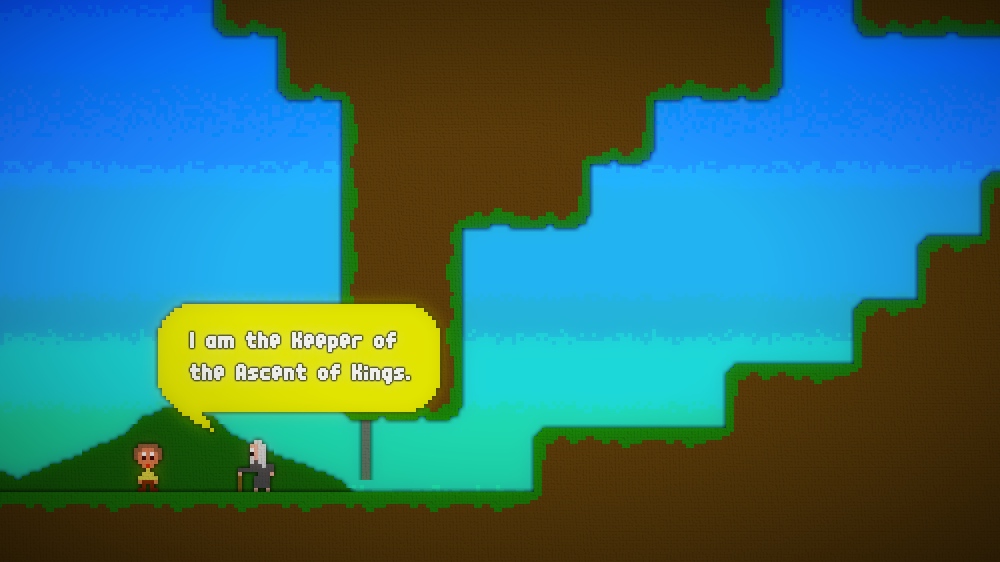 I am the Keeper of
the Ascent of Kings.